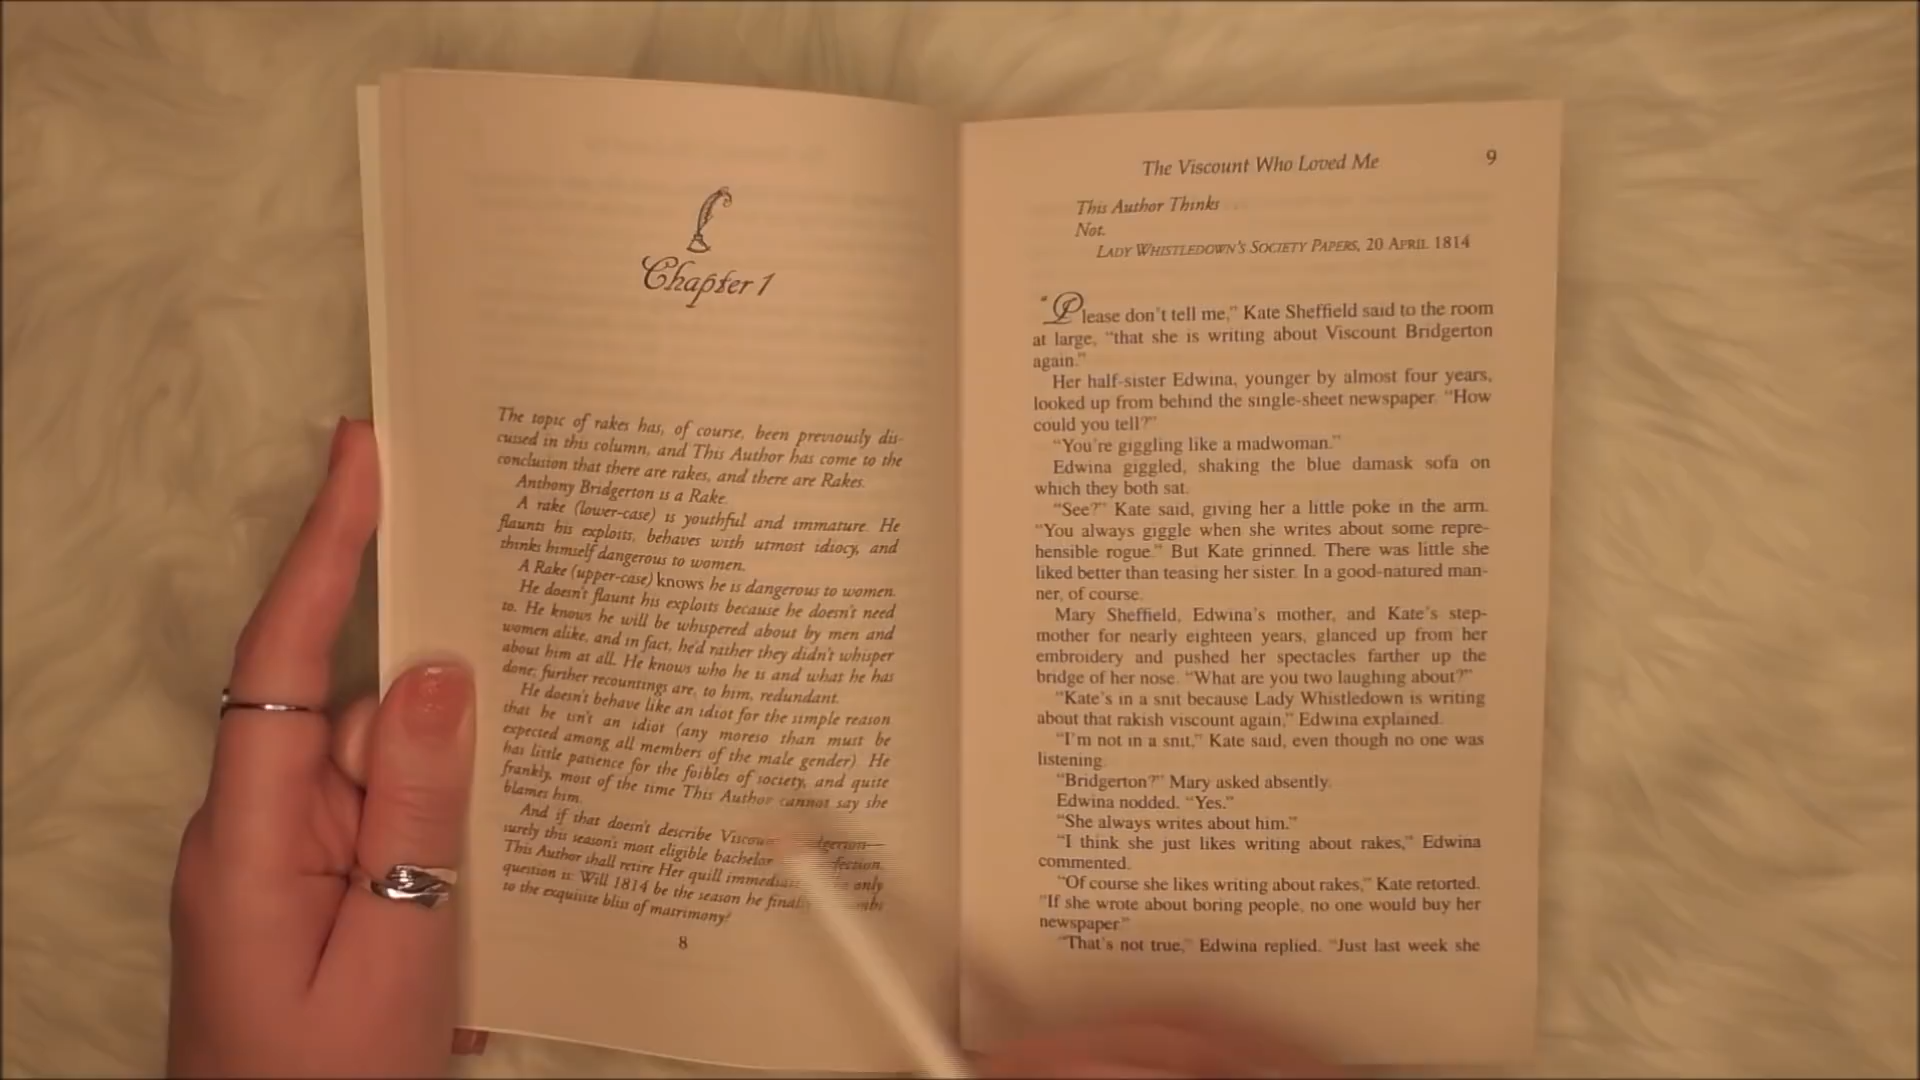 Chapter 1
The topic of rakes has, of course, been previously dis-
cussed in this column, and This Author has come to the
conclusion that there are rakes, and there are Rakes.
Anthony Bridgerton is a Rake.
A rake (lower-case) is youthful and immature. He
flaunts his exploits, behaves with utmost idiocy, and
thinks himself dangerous to women.
A Rake (upper-case) knows he is dangerous to women.
He doesn't flaunt his exploits because he doesn't need
to. He knows he will be whispered about by men and
women alike, and in fact, he'd rather they didn't whisper
about him at all. He knows who he is and what he has
done; further recountings are, to him, redundant.
He doesn't behave like an idiot for the simple reason
that he isn't an idiot (any moreso than must be
expected among all members of the male gender). He
has little patience for the foibles of society, and quite
frankly, most of the time This Author cannot say she
blames him.
And if that doesn't describe
surely this season's most eligible bachelor
This Author shall retire Her quill only
question is: Will 1814 be the season he
to the exquisite bliss of matrimony?
8
The Viscount Who Loved Me 9
This Author Thinks
Not.
LADY WHISTLEDOWN'S SOCIETY PAPERS, 20 APRIL 1814
"Please don't tell me," Kate Sheffield said to the room
at large, "that she is writing about Viscount Bridgerton
again."
Her half-sister Edwina, younger by almost four years,
looked up from behind the single-sheet newspaper. "How
could you tell?"
"You're giggling like a madwoman."
Edwina giggled, shaking the blue damask sofa on
which they both sat.
"See?" Kate said, giving her a little poke in the arm.
"You always giggle when she writes about some repre-
hensible rogue." But Kate grinned. There was little she
liked better than teasing her sister. In a good-natured man-
ner, of course.
Mary Sheffield, Edwina's mother, and Kate's step-
mother for nearly eighteen years, glanced up from her
embroidery and pushed her spectacles farther up the
bridge of her nose. "What are you two laughing about?"
"Kate's in a snit because Lady Whistledown is writing
about that rakish viscount again," Edwina explained.
"I'm not in a snit," Kate said, even though no one was
listening.
"Bridgerton?" Mary asked absently.
Edwina nodded. "Yes."
"She always writes about him."
"I think she just likes writing about rakes," Edwina
commented.
"Of course she likes writing about rakes," Kate retorted.
"If she wrote about boring people, no one would buy her
newspaper."
"That's not true," Edwina replied. "Just last week she